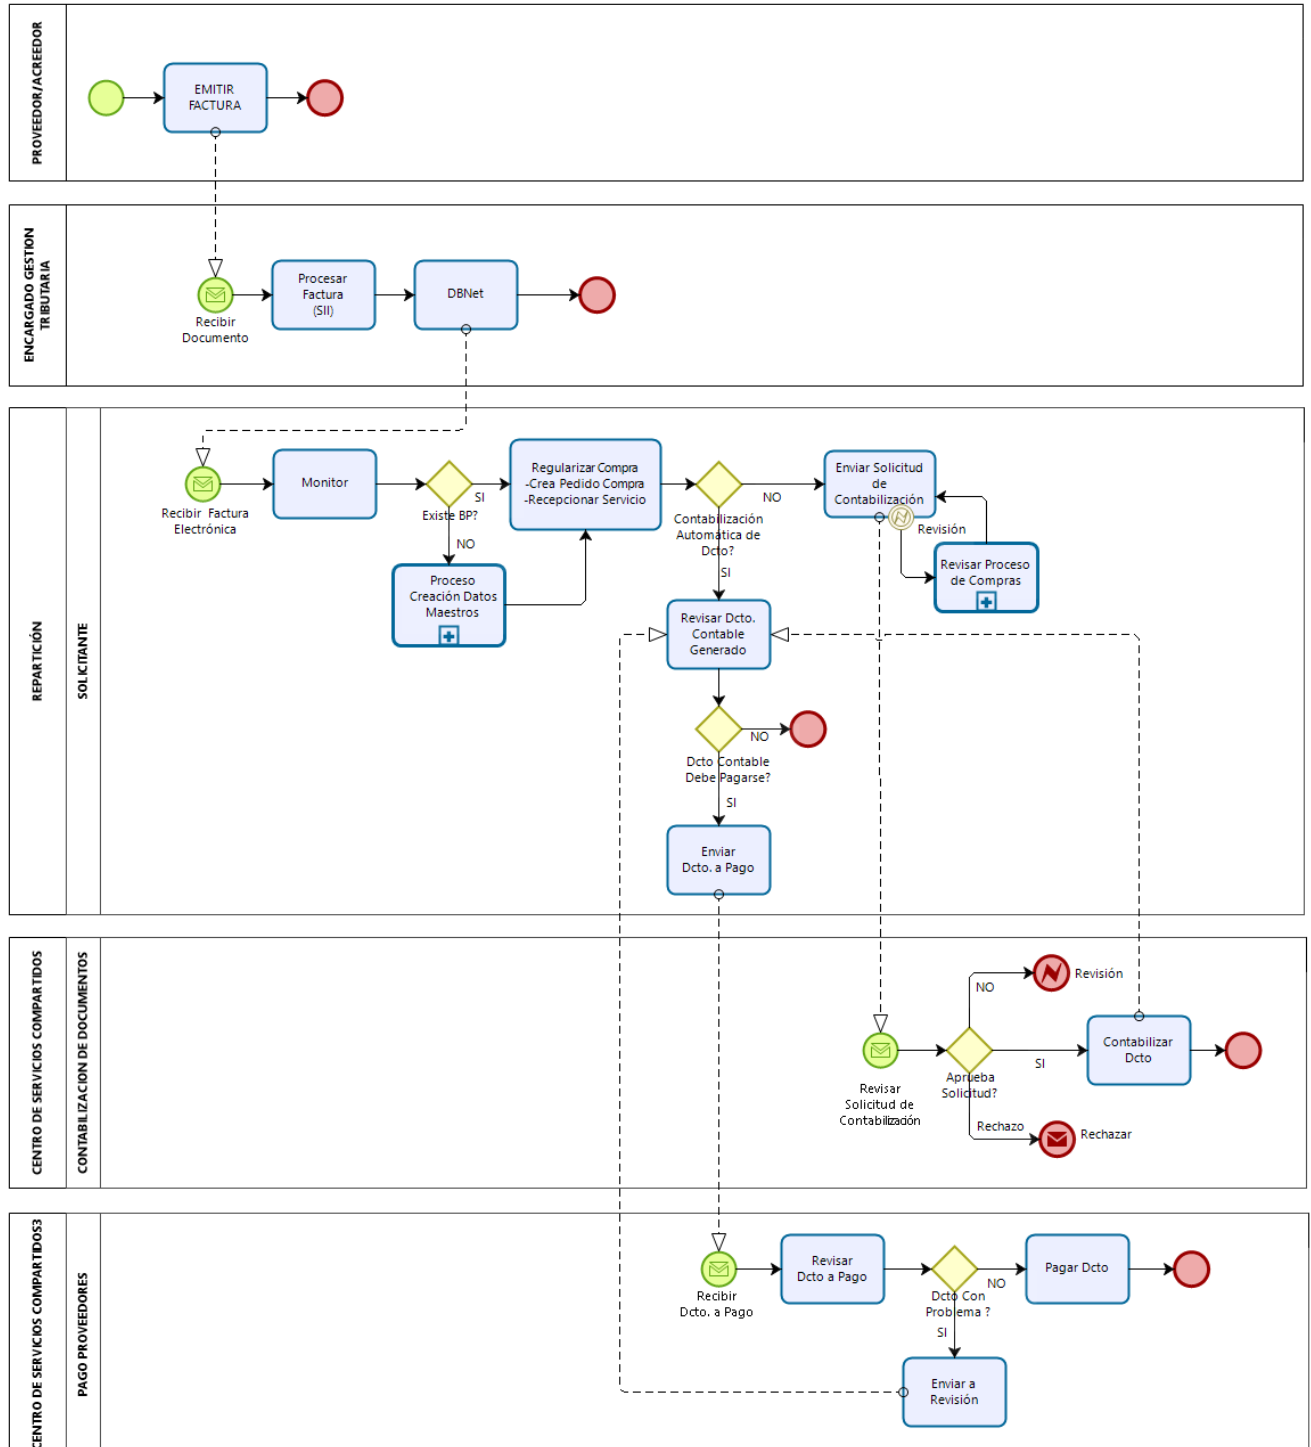 PROVEEDOR/ACREEDOR
EMITIR
FACTURA
ENCARGADO GESTION
TRIBUTARIA
Recibir
Documento
Procesar
Factura
(SII)
DBNet
REPARTICIÓN
SOLICITANTE
Recibir Factura
Electrónica
Monitor
Existe BP?
SI
NO
Proceso
Creación Datos
Maestros
Regularizar Compra
-Crea Pedido Compra
-Recepcionar Servicio
Contabilización
Automática de
Dcto?
NO
SI
Enviar Solicitud
de
Contabilización
Revisión
Revisar Proceso
de Compras
Revisar Dcto.
Contable
Generado
Dcto Contable
Debe Pagarse?
NO
SI
Enviar
Dcto. a Pago
CENTRO DE SERVICIOS COMPARTIDOS
CONTABILIZACION DE DOCUMENTOS
Revisar
Solicitud de
Contabilización
Aprueba
Solicitud?
NO
Revisión
SI
Contabilizar
Dcto
Rechazo
Rechazar
CENTRO DE SERVICIOS COMPARTIDOS3
PAGO PROVEEDORES
Recibir
Dcto. a Pago
Revisar
Dcto a Pago
Dcto Con
Problema ?
NO
SI
Pagar Dcto
Enviar a
Revisión